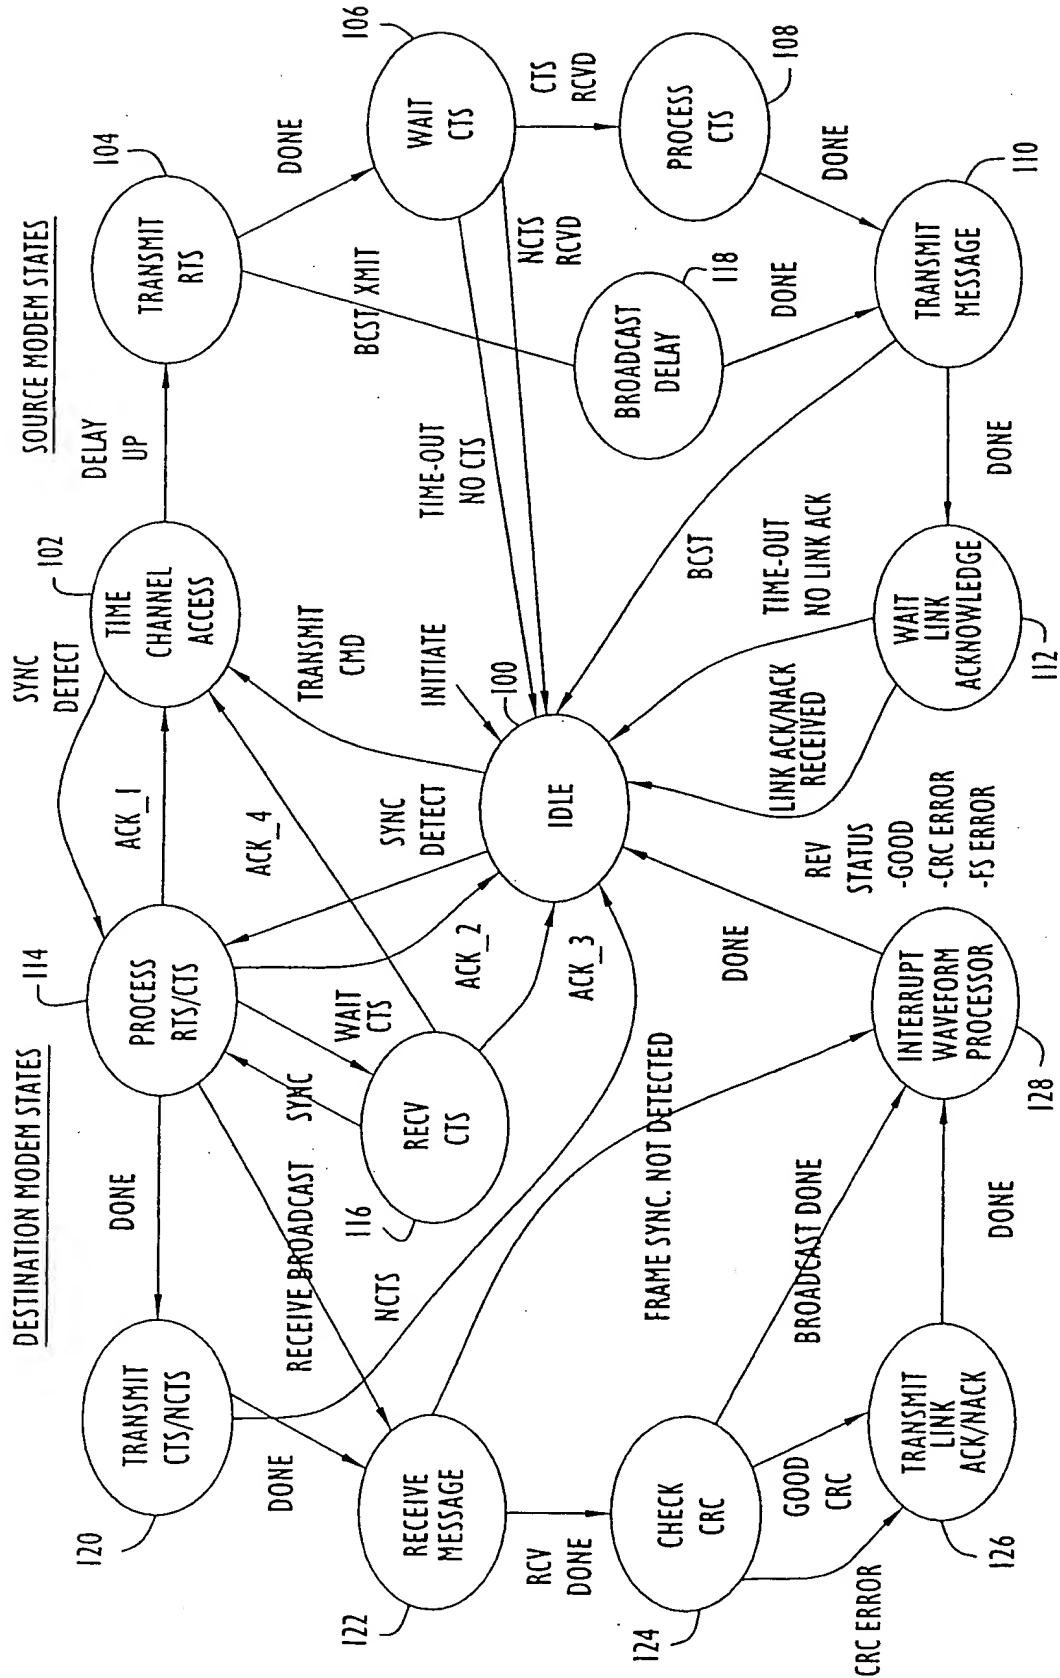 DESTINATION MODEM STATES
SOURCE MODEM STATES
120
TRANSMIT
CTS/NCTS
DONE
114
PROCESS
RTS/CTS
SYNC
DETECT
ACK_1
102
TIME
CHANNEL
ACCESS
DELAY
UP
104
TRANSMIT
RTS
DONE
DONE
122
RECEIVE
MESSAGE
RECEIVE BROADCAST
NCTS
SYNC
WAIT
CTS
116
RECV
CTS
ACK_4
ACK_2
ACK_3
SYNC
DETECT
TRANSMIT
CMD
INITIATE
100
IDLE
TIME-OUT
NO CTS
BCST XMIT
NCTS
RCVD
106
WAIT
CTS
CTS
RCVD
RCV
DONE
124
CHECK
CRC
FRAME SYNC. NOT DETECTED
DONE
BROADCAST DONE
GOOD
CRC
CRC ERROR
BCST
118
BROADCAST
DELAY
DONE
108
PROCESS
CTS
DONE
126
TRANSMIT
LINK
ACK/NACK
DONE
128
INTERRUPT
WAVEFORM
PROCESSOR
REV
STATUS
-GOOD
-CRC ERROR
-FS ERROR
LINK ACK/NACK
RECEIVED
TIME-OUT
NO LINK ACK
112
WAIT
LINK
ACKNOWLEDGE
DONE
110
TRANSMIT
MESSAGE